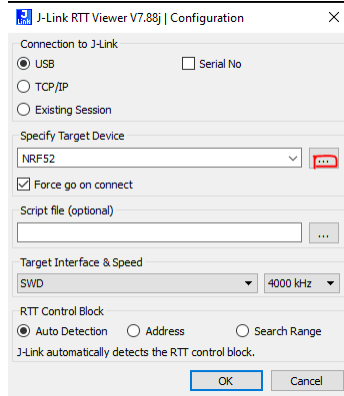 J-Link RTT Viewer V7.88j | Configuration
Connection to J-Link
USB
Serial No
TCP/IP
Existing Session
Specify Target Device
NRF52
...
Force go on connect
Script file (optional)
...
Target Interface & Speed
SWD
4000 kHz
RTT Control Block
Auto Detection
Address
Search Range
J-Link automatically detects the RTT control block.
OK
Cancel